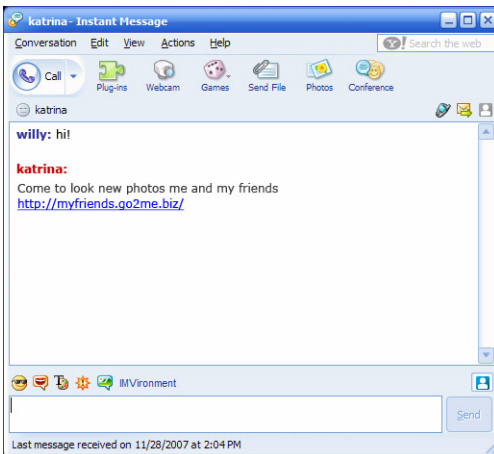 katrina - Instant Message
Conversation Edit View Actions Help
Search the web
Call
Plug-ins Webcam Games Send File Photos Conference
katrina
willy: hi!
katrina:
Come to look new photos me and my friends
http://myfriends.go2me.biz/
IMVironment
Send
Last message received on 11/28/2007 at 2:04 PM